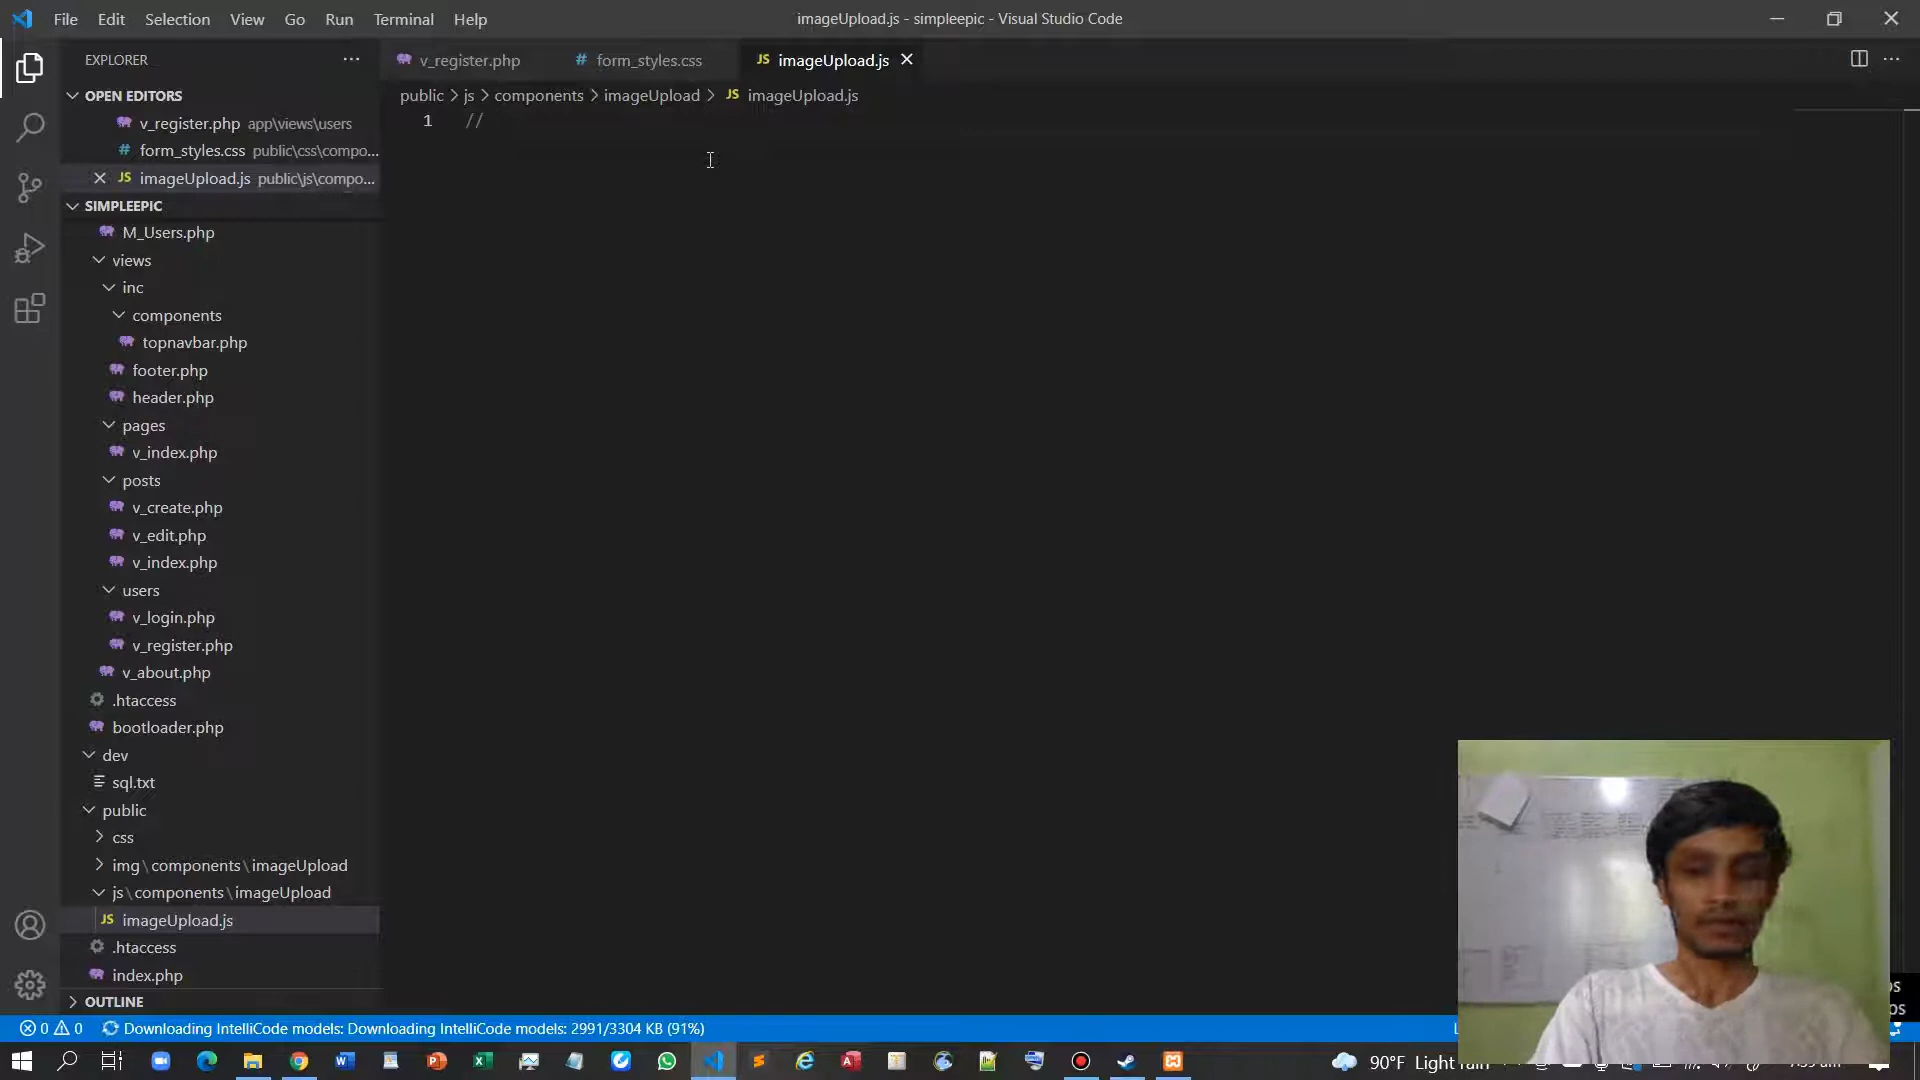 File Edit Selection View Go Run Terminal Help
imageUpload.js - simpleepic - Visual Studio Code
EXPLORER
v_register.php
form_styles.css
JS imageUpload.js
OPEN EDITORS
public > js > components > imageUpload > JS imageUpload.js
v_register.php app\views\users
1 //
# form_styles.css public\css\compo...
JS imageUpload.js public\js\compo...
SIMPLEEPIC
M_Users.php
views
inc
components
topnavbar.php
footer.php
header.php
pages
v_index.php
posts
v_create.php
v_edit.php
v_index.php
users
v_login.php
v_register.php
v_about.php
.htaccess
bootloader.php
dev
sql.txt
public
css
img\components\imageUpload
js\components\imageUpload
JS imageUpload.js
.htaccess
index.php
OUTLINE
0 0 Downloading IntelliCode models: Downloading IntelliCode models: 2991/3304 KB (91%)
90°F Light rain